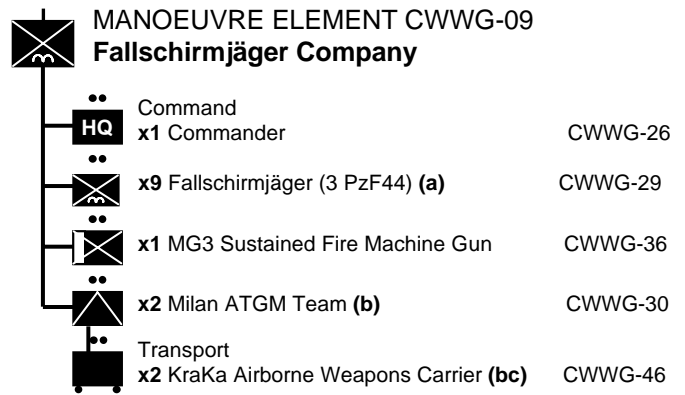 MANOEUVRE ELEMENT CWWG-09
Fallschirmjäger Company
Command
HQ x1 Commander CWWG-26
x9 Fallschirmjäger (3 PzF44) (a) CWWG-29
x1 MG3 Sustained Fire Machine Gun CWWG-36
x2 Milan ATGM Team (b) CWWG-30
Transport
x2 KraKa Airborne Weapons Carrier (bc) CWWG-46